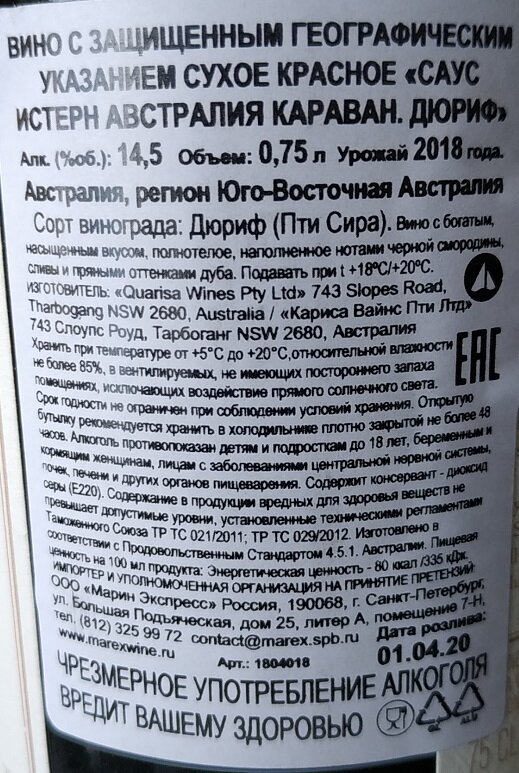 ВИНО С ЗАЩИЩЕННЫМ ГЕОГРАФИЧЕСКИМ
УКАЗАНИЕМ СУХОЕ КРАСНОЕ «САУС
ИСТЕРН АВСТРАЛИЯ КАРАВАН. ДЮРИФ»
Алк. (%об.): 14,5 Объем: 0,75 л Урожай 2018 года.
Австралия, регион Юго-Восточная Австралия
Сорт винограда: Дюриф (Пти Сира). Вино с богатым,
насыщенным вкусом, полнотелое, наполненное нотами черной смородины,
сливы и пряными оттенками дуба. Подавать при t +18°C/+20°C.
ИЗГОТОВИТЕЛЬ: «Quarisa Wines Pty Ltd» 743 Slopes Road,
Tharbogang NSW 2680, Australia / «Кариса Вайнс Пти Лтд»
743 Слоупс Роуд, Тарбоганг NSW 2680, Австралия
Хранить при температуре от +5°C до +20°C,относительной влажности
не более 85%, в вентилируемых, не имеющих постороннего запаха
помещениях, исключающих воздействие прямого солнечного света.
EAC
Срок годности не ограничен при соблюдении условий хранения. Открытую
бутылку рекомендуется хранить в холодильнике плотно закрытой не более 48
часов. Алкоголь противопоказан детям и подросткам до 18 лет, беременным и
кормящим женщинам, лицам с заболеваниями центральной нервной системы,
почек, печени и других органов пищеварения. Содержит консервант - диоксид
серы (Е220). Содержание в продукции вредных для здоровья веществ не
превышает допустимые уровни, установленные техническими регламентами
Таможенного Союза ТР ТС 021/2011; ТР ТС 029/2012. Изготовлено в
соответствии с Продовольственным Стандартом 4.5.1. Австралии. Пищевая
ценность на 100 мл продукта: Энергетическая ценность - 80 ккал /335 кДж.
ИМПОРТЕР И УПОЛНОМОЧЕННАЯ ОРГАНИЗАЦИЯ НА ПРИНЯТИЕ ПРЕТЕНЗИЙ:
ООО «Марин Экспресс» Россия, 190068, г. Санкт-Петербург,
ул. Большая Подъяческая, дом 25, литер А, помещение 7-Н,
тел. (812) 325 99 72 contact@marex.spb.ru Дата розлива:
www.marexwine.ru
Арт.: 1804018 01.04.20
ЧРЕЗМЕРНОЕ УПОТРЕБЛЕНИЕ АЛКОГОЛЯ
ВРЕДИТ ВАШЕМУ ЗДОРОВЬЮ
75 CL